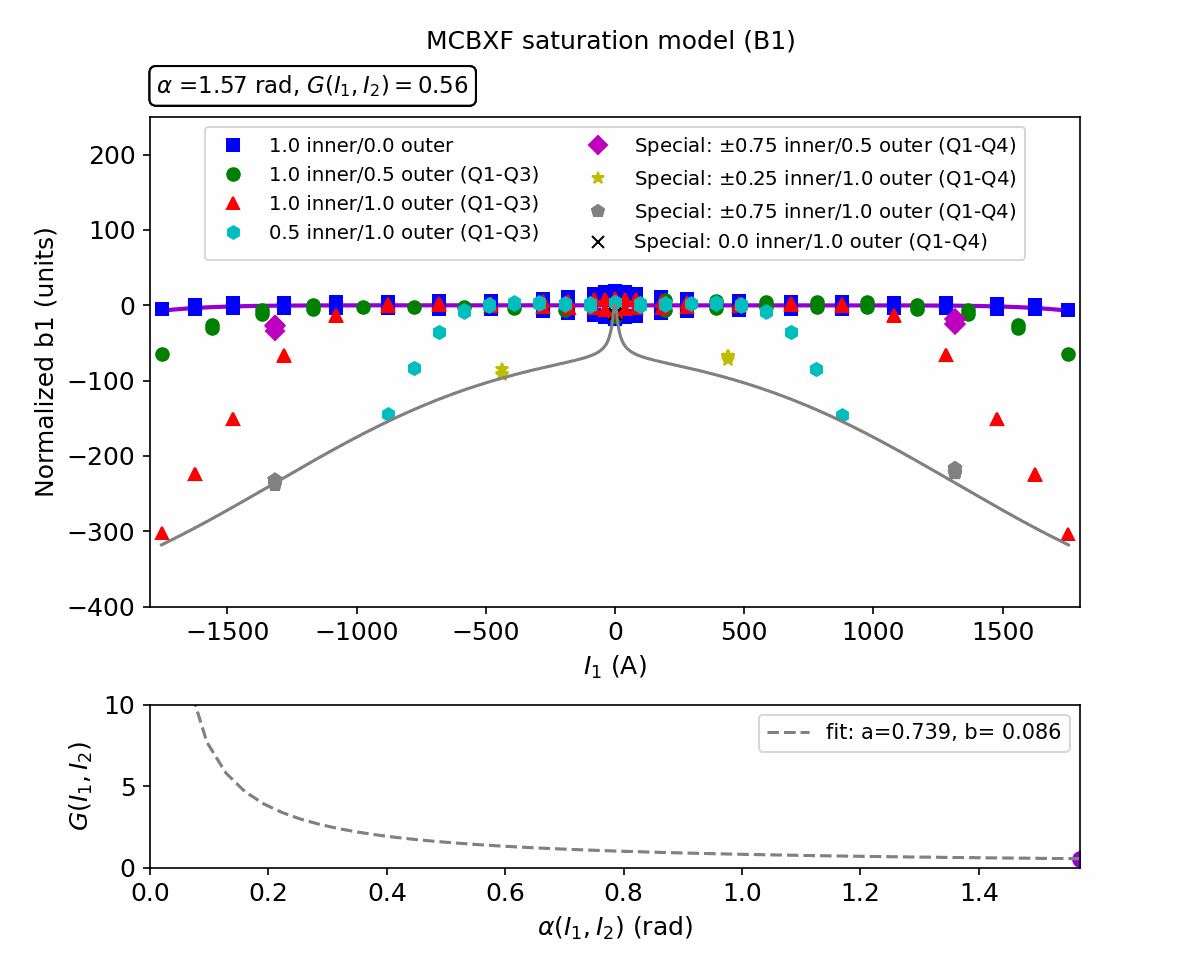 MCBXF saturation model (B1)
α =1.57 rad, G(I₁, I₂) = 0.56
1.0 inner/0.0 outer
1.0 inner/0.5 outer (Q1-Q3)
1.0 inner/1.0 outer (Q1-Q3)
0.5 inner/1.0 outer (Q1-Q3)
Special: ±0.75 inner/0.5 outer (Q1-Q4)
Special: ±0.25 inner/1.0 outer (Q1-Q4)
Special: ±0.75 inner/1.0 outer (Q1-Q4)
Special: 0.0 inner/1.0 outer (Q1-Q4)
Normalized b1 (units)
200
100
0
−100
−200
−300
−400
−1500 −1000 −500 0 500 1000 1500
I₁ (A)
G(I₁, I₂)
10
5
0
fit: a=0.739, b= 0.086
0.0 0.2 0.4 0.6 0.8 1.0 1.2 1.4
α(I₁, I₂) (rad)